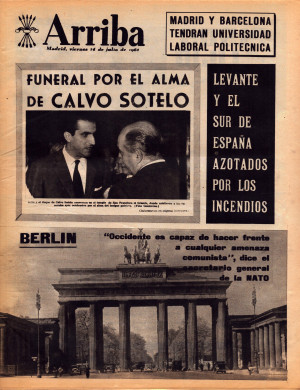 Arriba
Madrid, viernes 14 de julio de 1961
MADRID Y BARCELONA
TENDRAN UNIVERSIDAD
LABORAL POLITECNICA
FUNERAL POR EL ALMA
DE CALVO SOTELO
LEVANTE
Y EL
SUR DE
ESPAÑA
AZOTADOS
POR LOS
INCENDIOS
BERLIN
"Occidente es capaz de hacer frente
a cualquier amenaza
comunista", dice el
secretario general
de la NATO